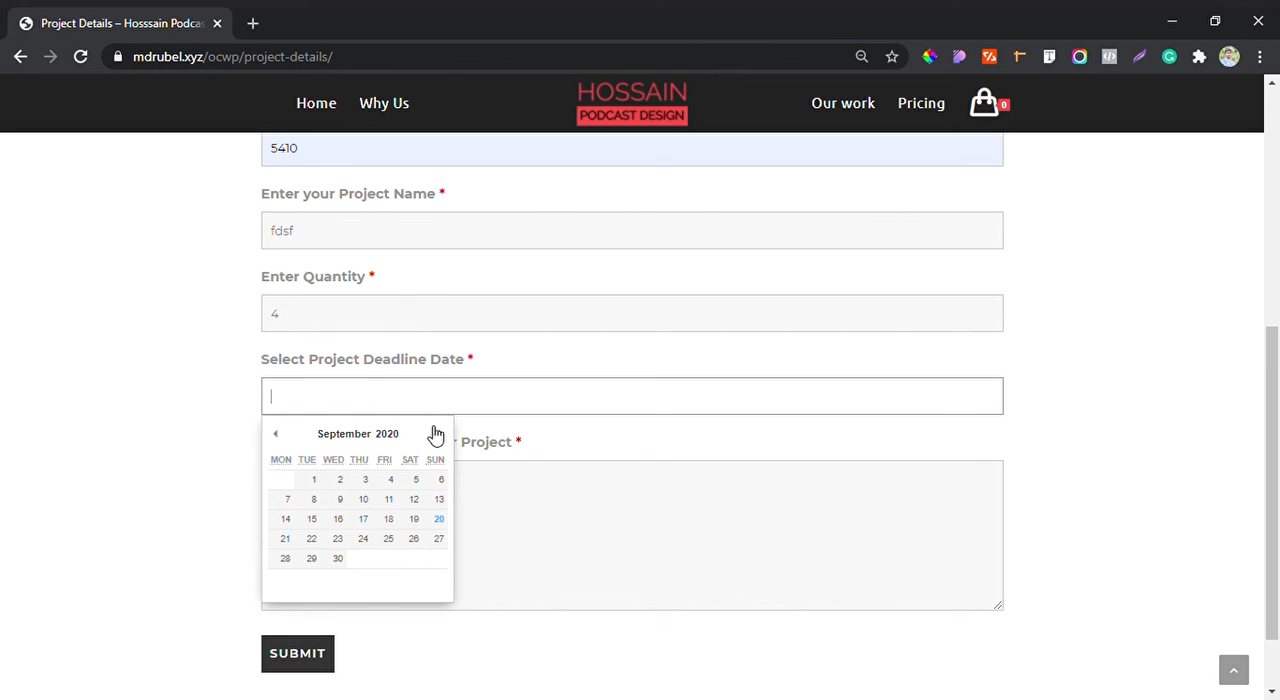 Project Details – Hosssain Podcas
mdrubel.xyz/ocwp/project-details/
Home Why Us HOSSAIN PODCAST DESIGN Our work Pricing 0
5410
Enter your Project Name *
fdsf
Enter Quantity *
4
Select Project Deadline Date *
September 2020
Project *
MON TUE WED THU FRI SAT SUN
1 2 3 4 5 6
7 8 9 10 11 12 13
14 15 16 17 18 19 20
21 22 23 24 25 26 27
28 29 30
SUBMIT